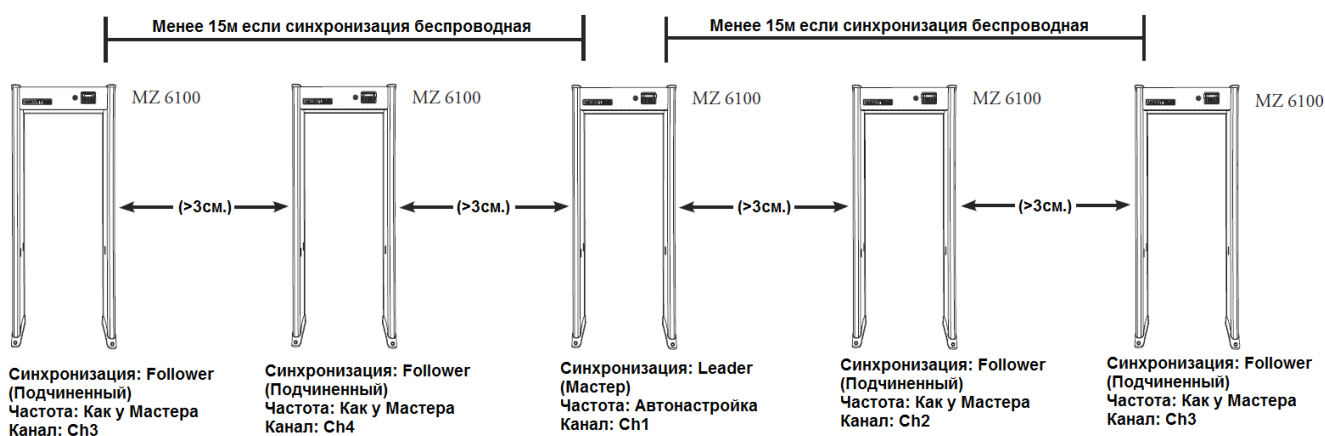 Менее 15м если синхронизация беспроводная
Менее 15м если синхронизация беспроводная
MZ 6100
MZ 6100
MZ 6100
MZ 6100
MZ 6100
(>3см.)
(>3см.)
(>3см.)
(>3см.)
Синхронизация: Follower
(Подчиненный)
Частота: Как у Мастера
Канал: Ch3
Синхронизация: Follower
(Подчиненный)
Частота: Как у Мастера
Канал: Ch4
Синхронизация: Leader
(Мастер)
Частота: Автонастройка
Канал: Ch1
Синхронизация: Follower
(Подчиненный)
Частота: Как у Мастера
Канал: Ch2
Синхронизация: Follower
(Подчиненный)
Частота: Как у Мастера
Канал: Ch3